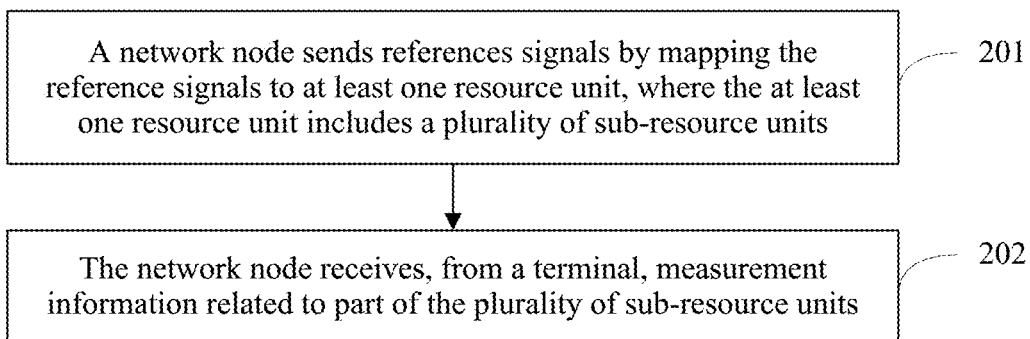 A network node sends references signals by mapping the
reference signals to at least one resource unit, where the at least
one resource unit includes a plurality of sub-resource units
201
The network node receives, from a terminal, measurement
information related to part of the plurality of sub-resource units
202